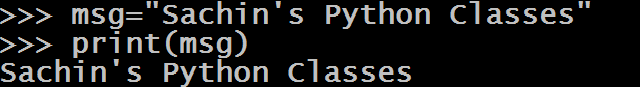 >>> msg="Sachin's Python Classes"
>>> print(msg)
Sachin's Python Classes